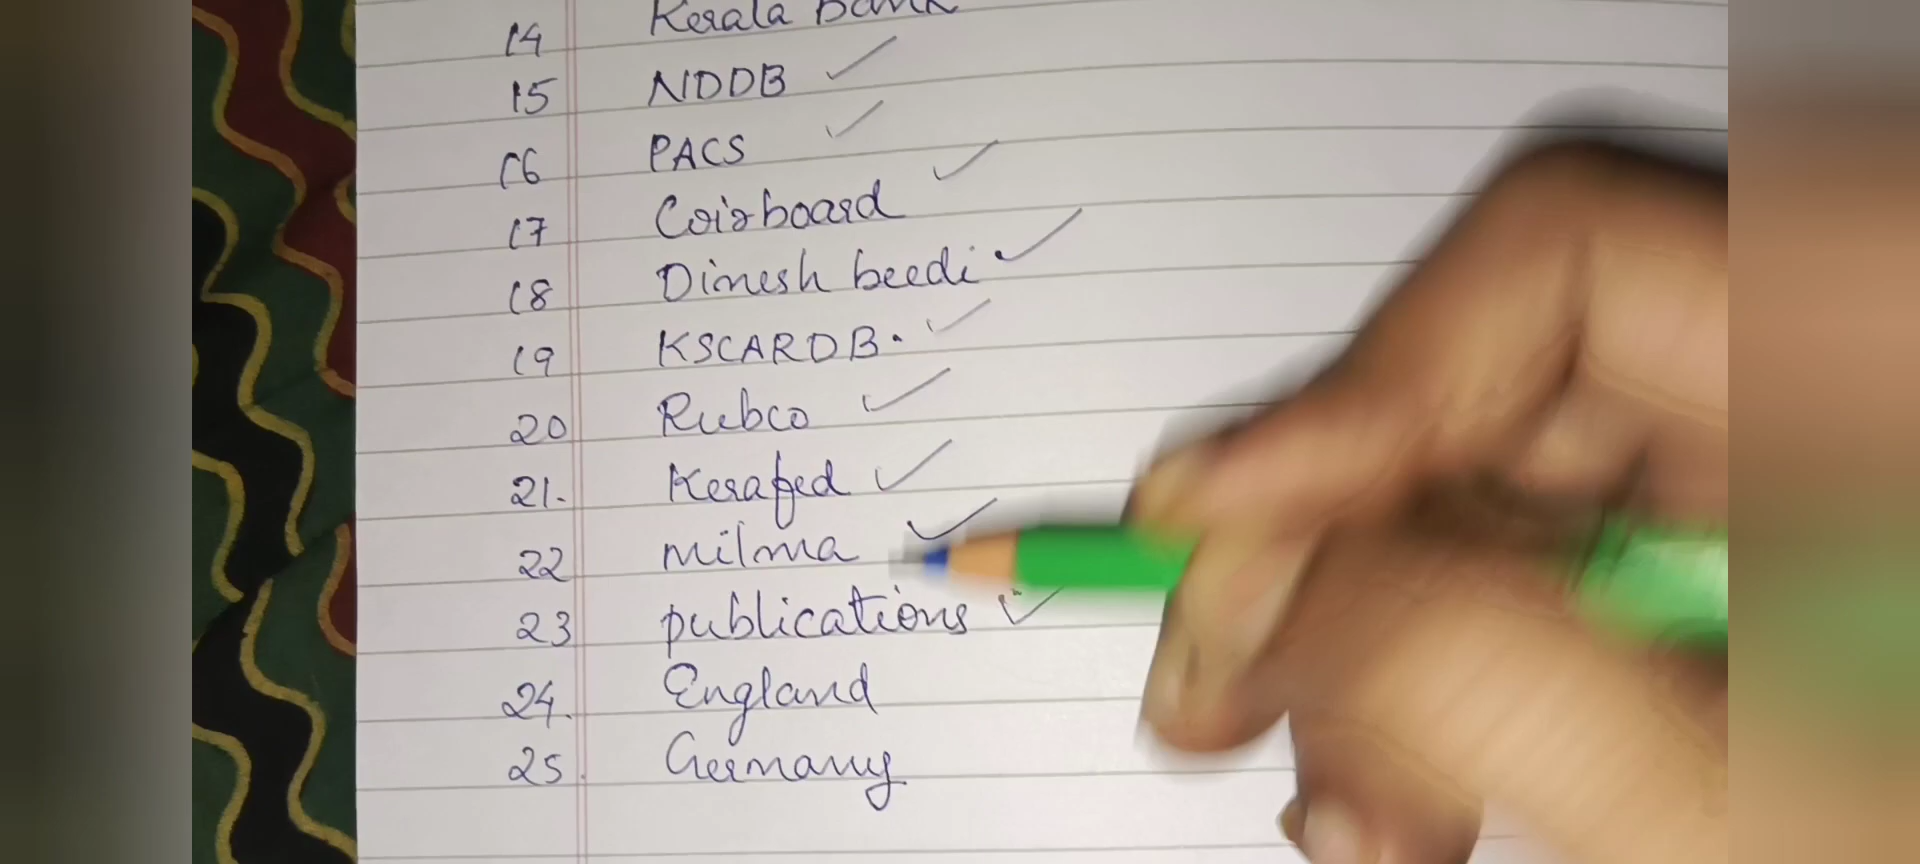 14 Kerala Bank
15 NDDB ✓
16 PACS ✓
17 Coirboard ✓
18 Dinesh beedi ✓
19 KSCARDB. ✓
20 Rubco ✓
21. Kerafed ✓
22 milma ✓
23 publications ✓
24. England
25. Germany